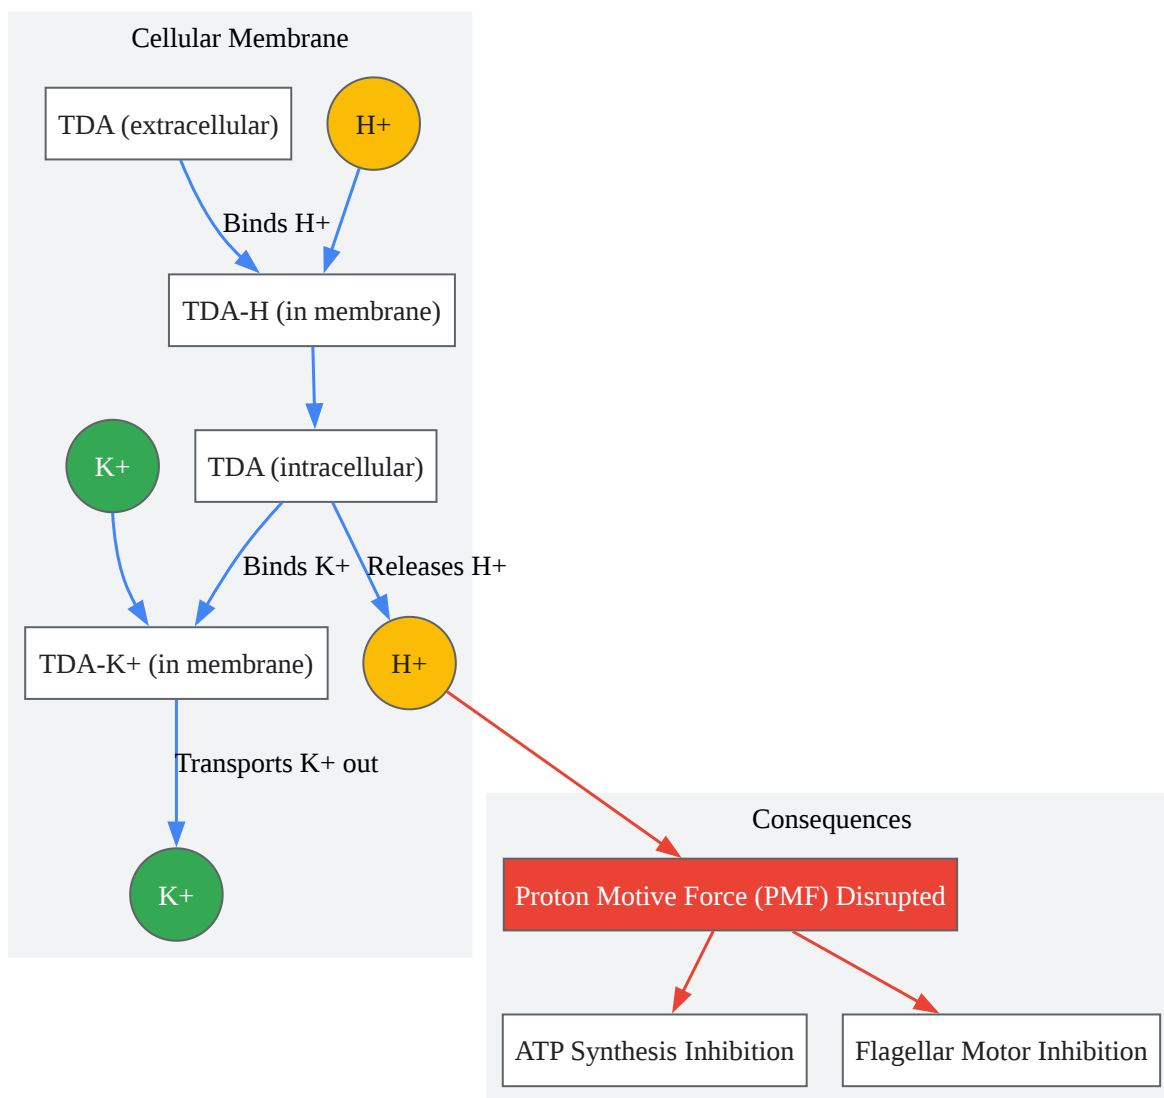 Cellular Membrane
TDA (extracellular)
H+
Binds H+
TDA-H (in membrane)
K+
TDA (intracellular)
Binds K+
Releases H+
TDA-K+ (in membrane)
H+
Transports K+ out
Consequences
K+
Proton Motive Force (PMF) Disrupted
ATP Synthesis Inhibition
Flagellar Motor Inhibition